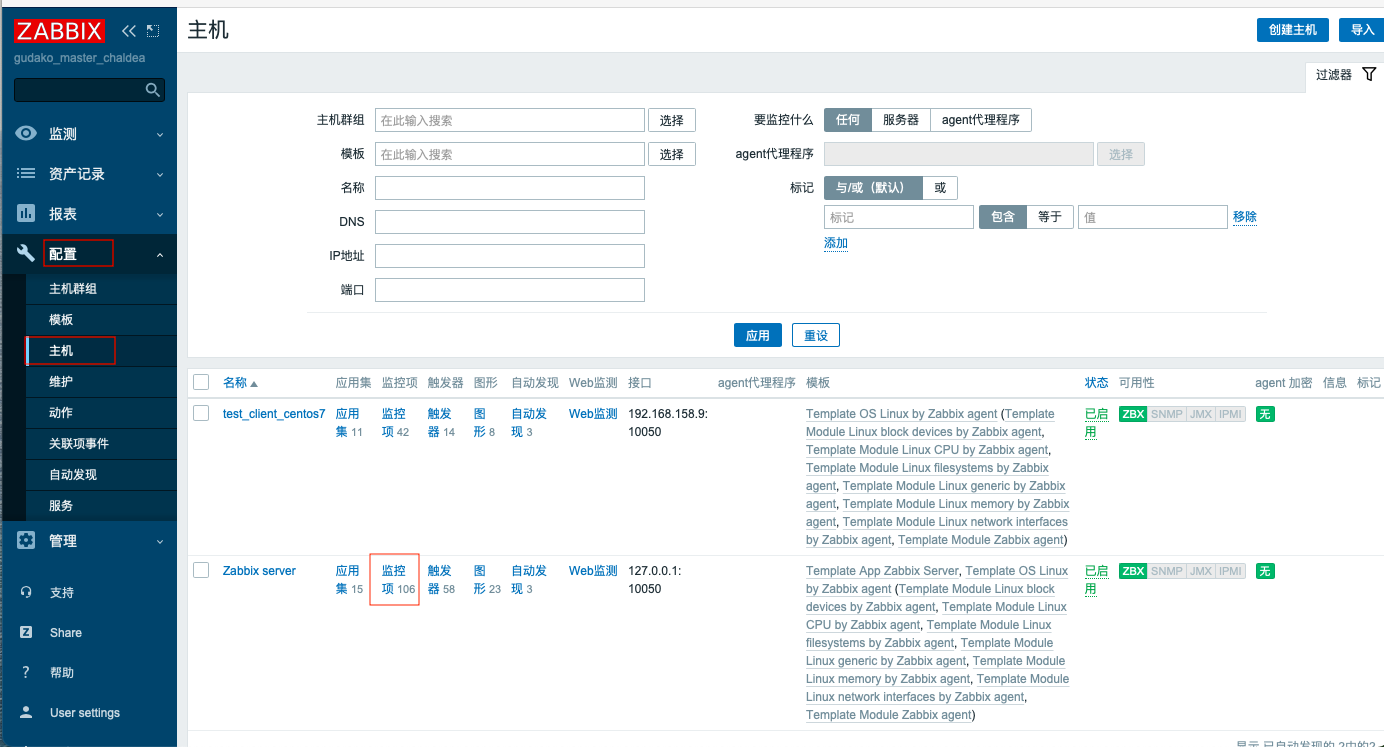 ZABBIX
gudako_master_chaldea
监测
资产记录
报表
配置
主机群组
模板
主机
维护
动作
关联项事件
自动发现
服务
管理
支持
Share
帮助
User settings
主机
创建主机
导入
过滤器
主机群组 在此输入搜索 选择
模板 在此输入搜索 选择
名称
DNS
IP地址
端口
要监控什么 任何 服务器 agent代理程序
agent代理程序 选择
标记 与/或（默认） 或
标记 包含 等于 值 移除
添加
应用 重设
名称 应用集 监控项 触发器 图形 自动发现 Web监测 接口 agent代理程序 模板 状态 可用性 agent 加密 信息 标记
test_client_centos7 应用 监控 触发 图 自动发 Web监测 192.168.158.9: Template OS Linux by Zabbix agent (Template 已启 ZBX SNMP JMX IPMI 无
集 11 项 42 器 14 形 8 现 3 10050 Module Linux block devices by Zabbix agent, 用
Template Module Linux CPU by Zabbix agent,
Template Module Linux filesystems by Zabbix
agent, Template Module Linux generic by Zabbix
agent, Template Module Linux memory by Zabbix
agent, Template Module Linux network interfaces
by Zabbix agent, Template Module Zabbix agent)
Zabbix server 应用 监控 触发 图 自动发 Web监测 127.0.0.1: Template App Zabbix Server, Template OS Linux 已启 ZBX SNMP JMX IPMI 无
集 15 项 106 器 58 形 23 现 3 10050 by Zabbix agent (Template Module Linux block 用
devices by Zabbix agent, Template Module Linux
CPU by Zabbix agent, Template Module Linux
filesystems by Zabbix agent, Template Module
Linux generic by Zabbix agent, Template Module
Linux memory by Zabbix agent, Template Module
Linux network interfaces by Zabbix agent,
Template Module Zabbix agent)
显示 已自动发现的 2中的2